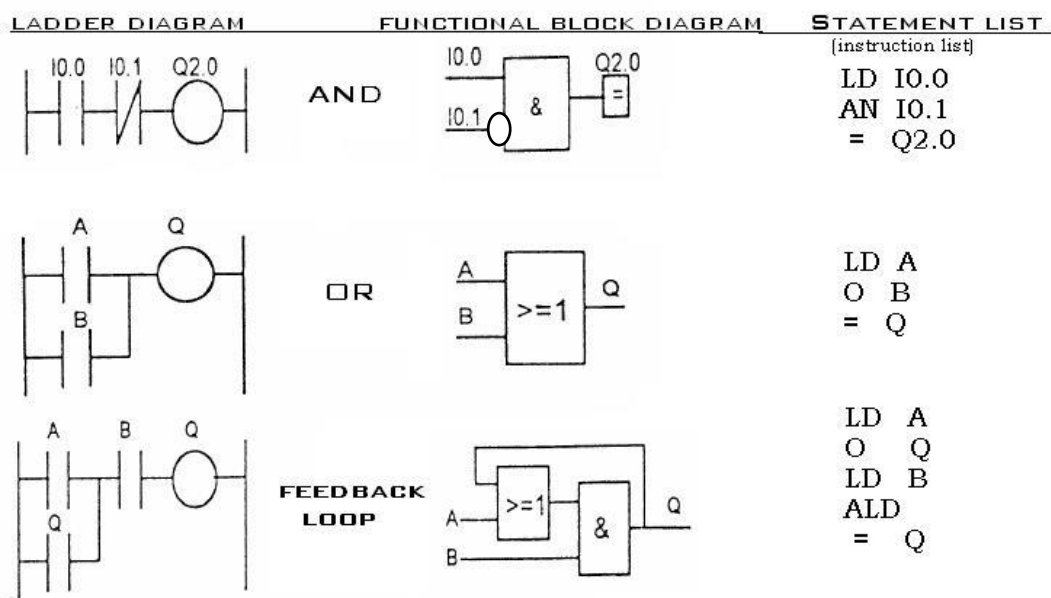 LADDER DIAGRAM FUNCTIONAL BLOCK DIAGRAM STATEMENT LIST
(instruction list)
I0.0 I0.1 Q2.0
AND
I0.0 Q2.0
I0.1 & =
LD I0.0
AN I0.1
= Q2.0
A Q
B
OR
A
B >=1 Q
LD A
O B
= Q
A B Q
Q
FEEDBACK
LOOP
>=1
A & Q
B
LD A
O Q
LD B
ALD
= Q